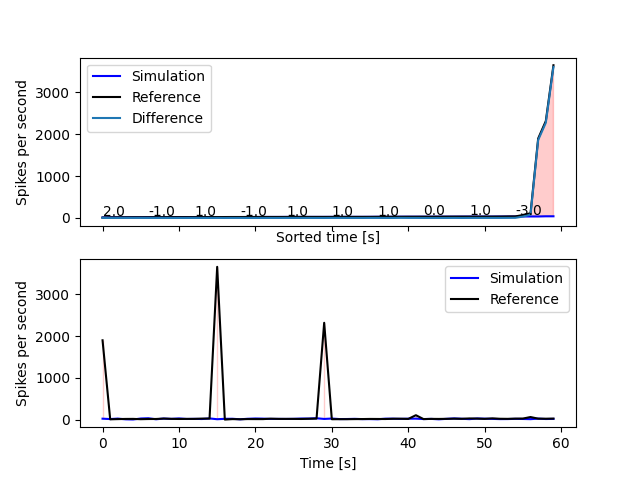 Spikes per second
3000
2000
1000
0
Simulation
Reference
Difference
2.0 -1.0 1.0 -1.0 1.0 1.0 1.0 0.0 1.0 -3.0
Sorted time [s]
Spikes per second
3000
2000
1000
0
Simulation
Reference
0 10 20 30 40 50 60
Time [s]